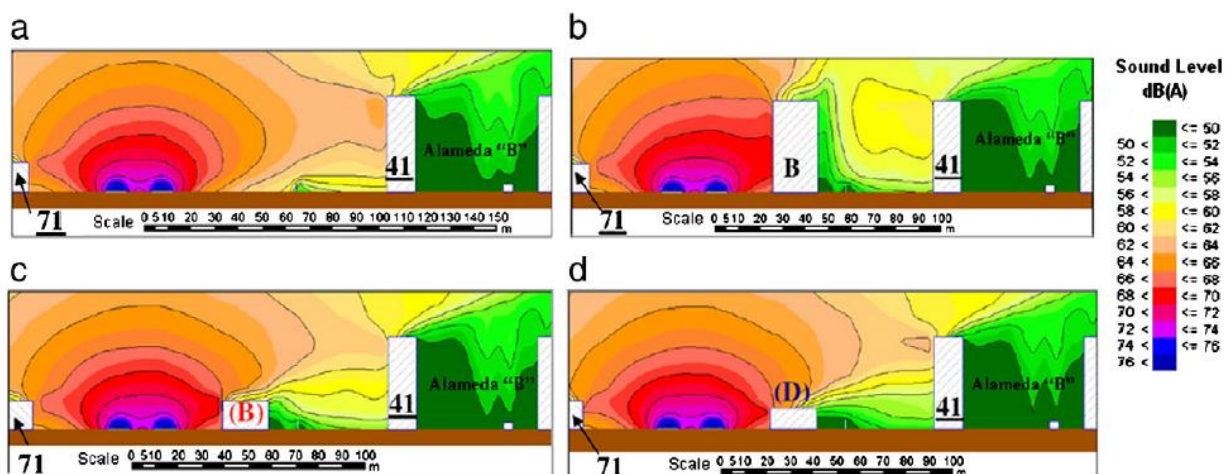 a
b
Sound Level
dB(A)
<= 50
50 < <= 52
52 < <= 54
54 < <= 56
56 < <= 58
58 < <= 60
60 < <= 62
62 < <= 64
64 < <= 66
66 < <= 68
68 < <= 70
70 < <= 72
72 < <= 74
74 < <= 76
76 <
41
Alameda "B"
71
Scale 0 5 10 20 30 40 50 60 70 80 90 100 110 120 130 140 150
m
B
41
Alameda "B"
71
Scale 0 5 10 20 30 40 50 60 70 80 90 100
m
c
d
(B)
41
Alameda "B"
71
Scale 0 5 10 20 30 40 50 60 70 80 90 100
m
(D)
41
Alameda "B"
71
Scale 0 5 10 20 30 40 50 60 70 80 90 100
m